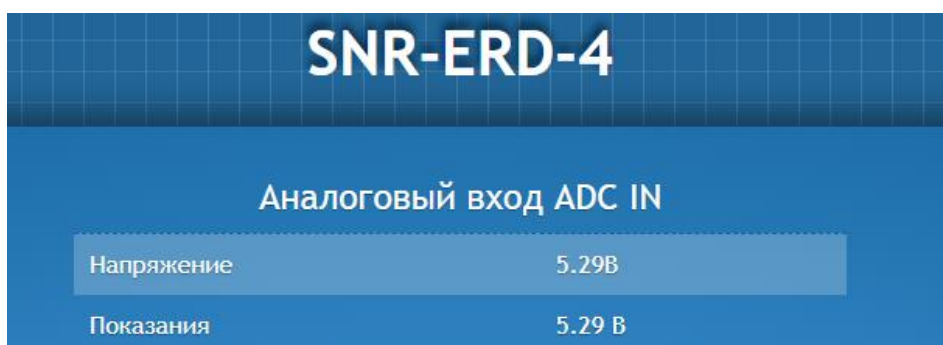 SNR-ERD-4
Аналоговый вход ADC IN
Напряжение 5.29В
Показания 5.29 В